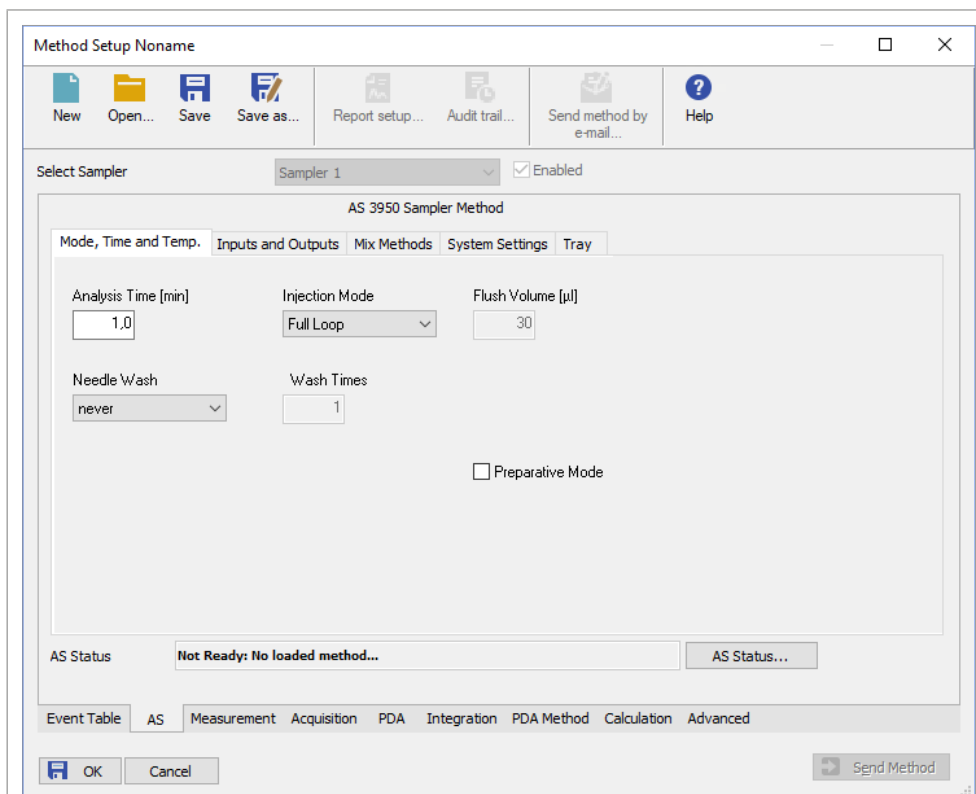 Method Setup Noname
New Open... Save Save as... Report setup... Audit trail... Send method by e-mail... Help
Select Sampler Sampler 1 Enabled
AS 3950 Sampler Method
Mode, Time and Temp. Inputs and Outputs Mix Methods System Settings Tray
Analysis Time [min] Injection Mode Flush Volume [µl]
1,0 Full Loop 30
Needle Wash Wash Times
never 1
Preparative Mode
AS Status Not Ready: No loaded method... AS Status...
Event Table AS Measurement Acquisition PDA Integration PDA Method Calculation Advanced
OK Cancel Send Method